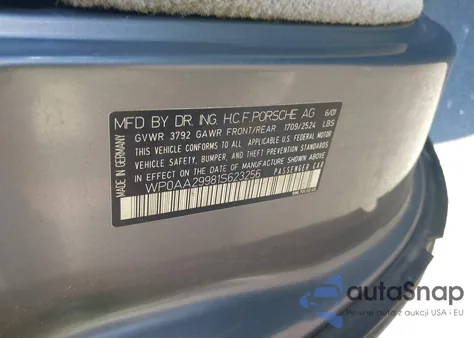 MFD BY DR. ING. H.C.F. PORSCHE AG 6/01
GVWR 3792 GAWR FRONT/REAR 1709/2524 LBS
THIS VEHICLE CONFORMS TO ALL APPLICABLE U.S. FEDERAL MOTOR
VEHICLE SAFETY, BUMPER, AND THEFT PREVENTION STANDARDS
IN EFFECT ON THE DATE OF MANUFACTURE SHOWN ABOVE.
WP0AA29981S623256 PASSENGER CAR
MADE IN GERMANY
autoSnap
Pewne auta z aukcji USA i EU